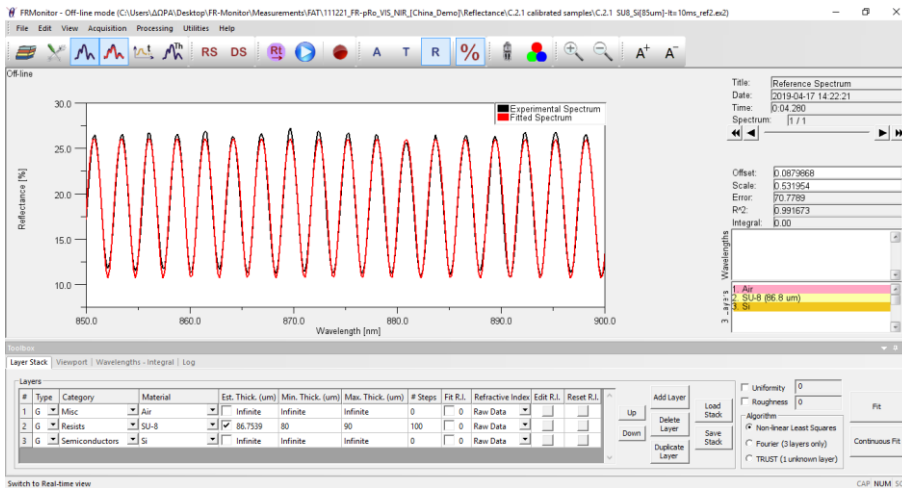 FRMonitor - Off-line mode (C:\Users\ΔΩΡΑ\Desktop\FR-Monitor\Measurements\FAT\111221_FR-pRo_VIS_NIR_[China_Demo]\Reflectance\C.2.1 calibrated samples\C.2.1 SU8_Si[85um]-It=10ms_ref2.ex2)
File Edit View Acquisition Processing Utilities Help
t Th RS DS Rt A T R % A+ A-
Off-line
Title: Reference Spectrum
Date: 2019-04-17 14:22:21
Time: 0:04.280
Spectrum: 1 / 1
Experimental Spectrum
Fitted Spectrum
Reflectance [%]
30.0
25.0
20.0
15.0
10.0
850.0 860.0 870.0 880.0 890.0 900.0
Wavelength [nm]
Offset: 0.0879868
Scale: 0.531954
Error: 70.7789
R^2: 0.991673
Integral: 0.00
Wavelengths
3 Layers
1. Air
2. SU-8 (86.8 um)
3. Si
Toolbox
Layer Stack Viewport Wavelengths - Integral Log
Layers
# Type Category Material Est. Thick. (um) Min. Thick. (um) Max. Thick. (um) # Steps Fit R.I. Refractive Index Edit R.I. Reset R.I.
1 G Misc Air Infinite Infinite Infinite 0 0 Raw Data
2 G Resists SU-8 86.7539 80 90 100 0 Raw Data
3 G Semiconductors Si Infinite Infinite Infinite 0 0 Raw Data
Up
Down
Add Layer
Delete Layer
Duplicate Layer
Load Stack
Save Stack
Uniformity 0
Roughness 0
Algorithm
Non-linear Least Squares
Fourier (3 layers only)
TRUST (1 unknown layer)
Fit
Continuous Fit
Switch to Real-time view
CAP NUM SC